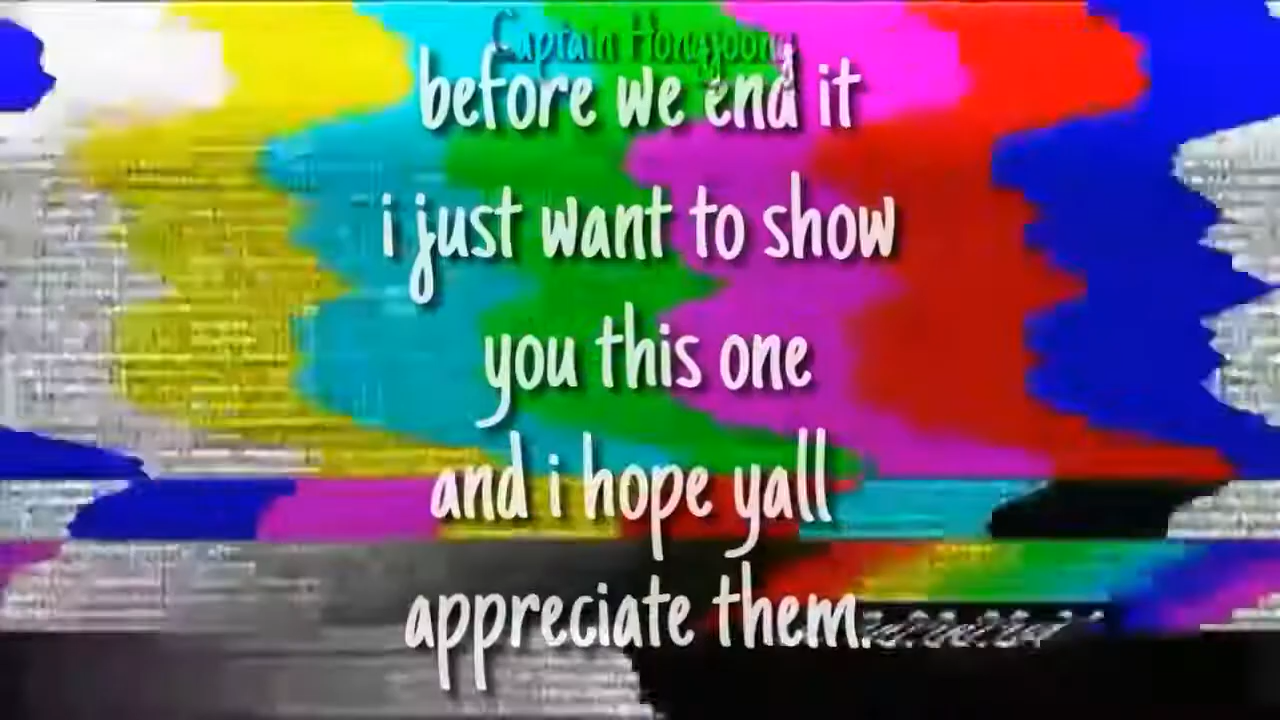 Captain Hongjoong
before we end it
i just want to show
you this one
and i hope yall
appreciate them.